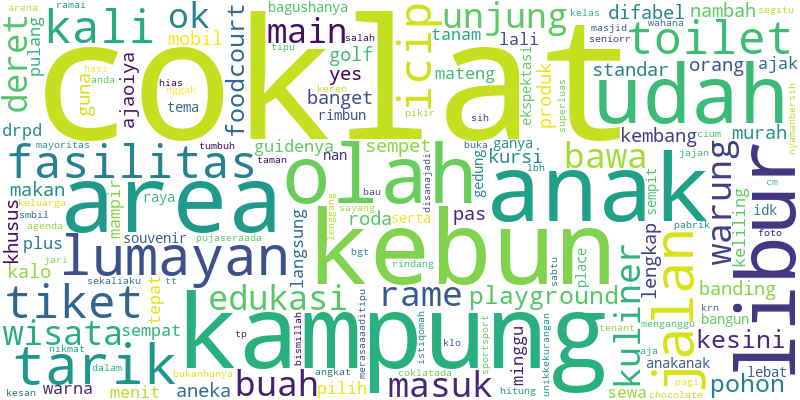 coklat
kampung
kebun
anak
area
olah
udah
libur
jalan
lumayan
fasilitas
tarik
tiket
toilet
kali
icip
unjung
main
ok
deret
warung
bawa
kuliner
edukasi
rame
wisata
buah
masuk
playground
kesini
pohon
foodcourt
mobil
ajaoiya
guna
tema
pulang
arena
ramai
bagushanya
rimbun
banget
yes
golf
mateng
tanam
lali
ekspektasi
produk
standar
difabel
nambah
orang
ajak
kembang
murah
kelas
masjid
seniorr
wahana
segitu
superluas
nyamanbersih
salah
tipu
keren
pikir
sih
hati
anda
nggak
hias
drpd
mayoritas
makan
keluarga
smbil
agenda
khusus
plus
kalo
jari
mampir
raya
souvenir
pujaseraada
sekaliaku
tt
tumbuh
taman
guidenya
nan
sempet
ganya
buka
kursi
lbh
gedung
disanajadi
roda
serta
pas
bau
sayang
lenggang
langsung
bgt
rindang
place
sabtu
pabrik
sempit
lengkap
keliling
idk
cium
jajan
cm
foto
banding
krn
bangun
mengganggu
tenant
aja
anakanak
sewa
pagi
chocolate
lebat
hitung
unikkekurangan
minggu
sportsport
klo
istiqomah
coklatada
pilih
angkat
merasaaaaditipu
bismillah
tp
aneka
bukanhanya
menit
dalam
nikmat
tepat
sempat
warna
kesan